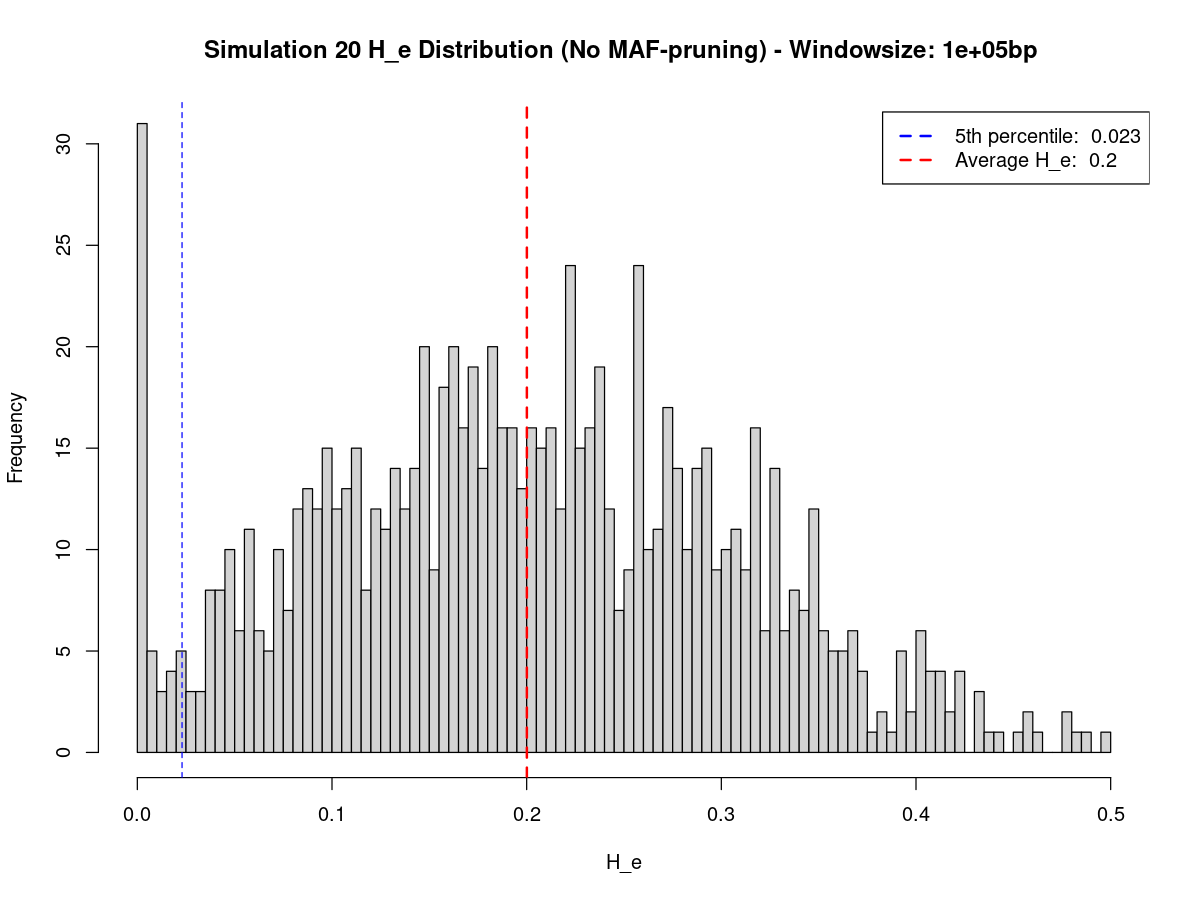 Simulation 20 H_e Distribution (No MAF-pruning) - Windowsize: 1e+05bp
5th percentile:  0.023
Average H_e:  0.2
Frequency
30
25
20
15
10
5
0
0.0 0.1 0.2 0.3 0.4 0.5
H_e